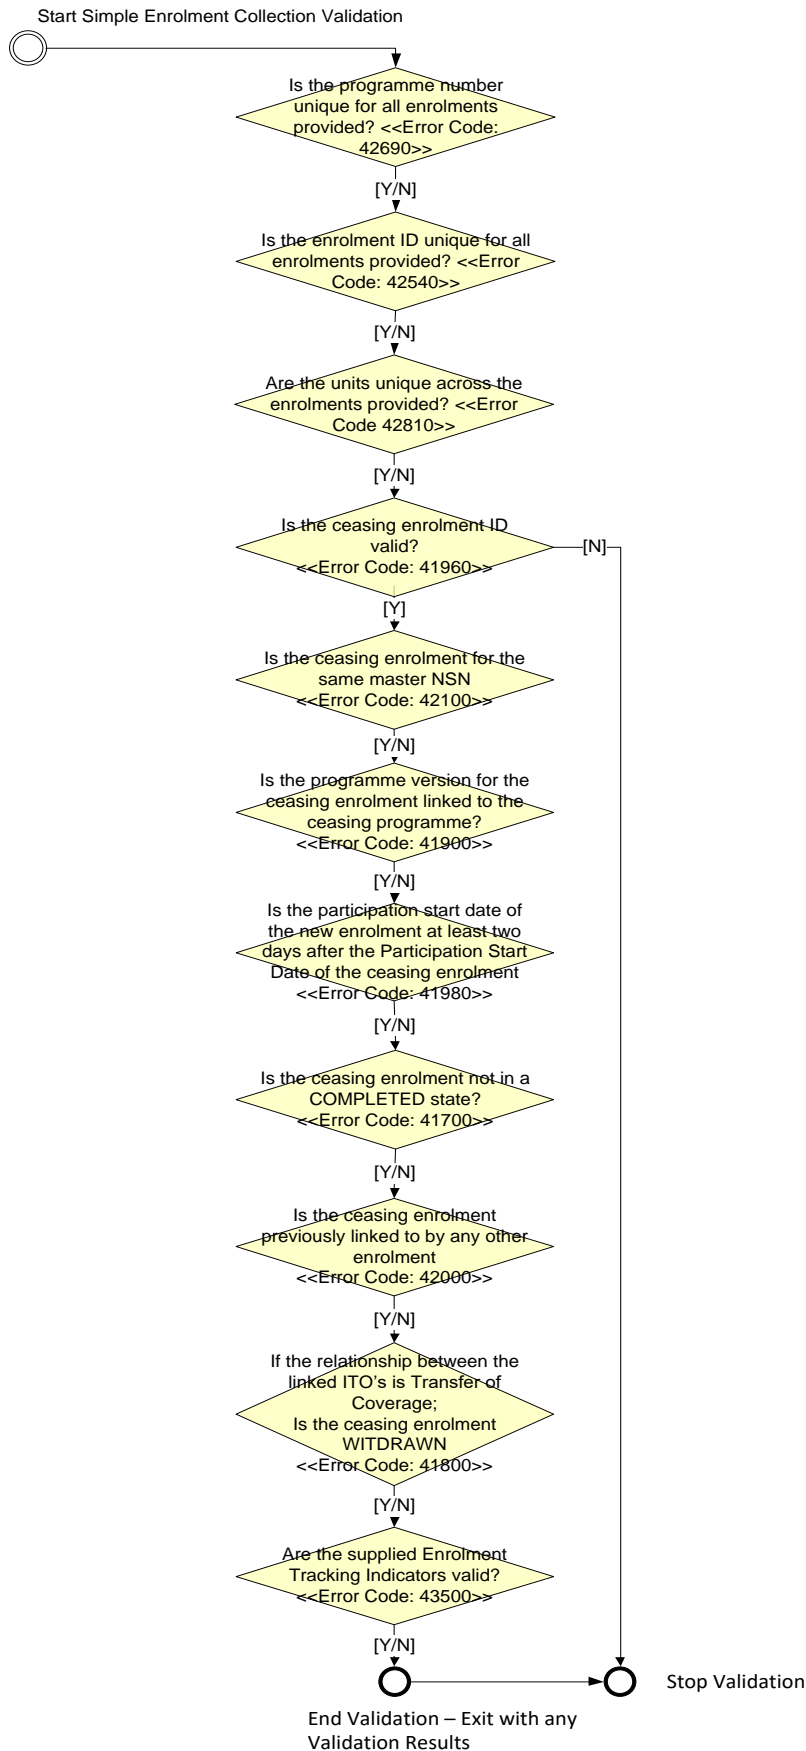 Start Simple Enrolment Collection Validation
Is the programme number
unique for all enrolments
provided? <<Error Code:
42690>>
[Y/N]
Is the enrolment ID unique for all
enrolments provided? <<Error
Code: 42540>>
[Y/N]
Are the units unique across the
enrolments provided? <<Error
Code 42810>>
[Y/N]
Is the ceasing enrolment ID
valid?
<<Error Code: 41960>>
[N]
[Y]
Is the ceasing enrolment for the
same master NSN
<<Error Code: 42100>>
[Y/N]
Is the programme version for the
ceasing enrolment linked to the
ceasing programme?
<<Error Code: 41900>>
[Y/N]
Is the participation start date of
the new enrolment at least two
days after the Participation Start
Date of the ceasing enrolment
<<Error Code: 41980>>
[Y/N]
Is the ceasing enrolment not in a
COMPLETED state?
<<Error Code: 41700>>
[Y/N]
Is the ceasing enrolment
previously linked to by any other
enrolment
<<Error Code: 42000>>
[Y/N]
If the relationship between the
linked ITO's is Transfer of
Coverage;
Is the ceasing enrolment
WITDRAWN
<<Error Code: 41800>>
[Y/N]
Are the supplied Enrolment
Tracking Indicators valid?
<<Error Code: 43500>>
[Y/N]
Stop Validation
End Validation – Exit with any
Validation Results